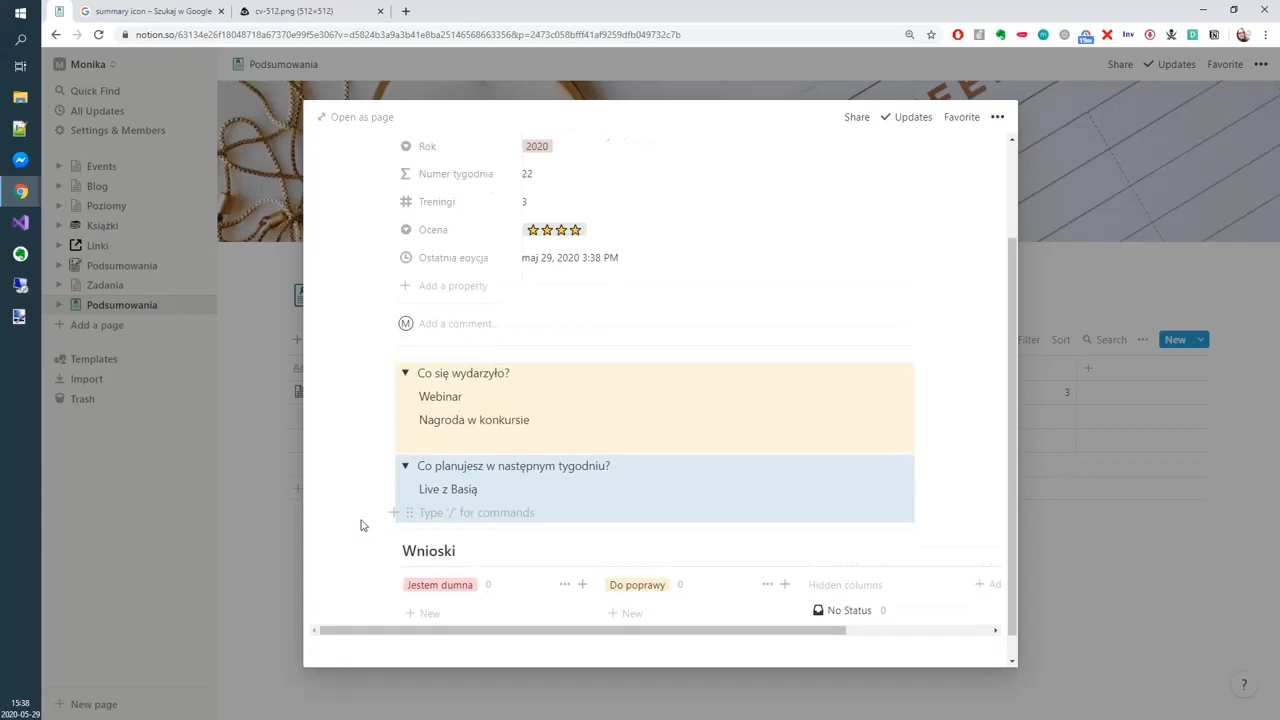 summary icon – Szukaj w Google
cv-512.png (512×512)
notion.so/63134e26f18048718a67370e99f3e205?v=d5824b3a9a3b41e8ba251465686633568&p=2473c058bfff41af9259dfb049732c7b
Monika
Podsumowania
Share
Updates
Favorite
Quick Find
All Updates
Settings & Members
Events
Blog
Poziomy
Książki
Linki
Podsumowania
Zadania
Podsumowania
Add a page
Templates
Import
Trash
New page
Open as page
Share
Updates
Favorite
Rok 2020
Numer tygodnia 22
Treningi 3
Ocena
Ostatnia edycja maj 29, 2020 3:38 PM
Add a property
M Add a comment...
Co się wydarzyło?
Webinar
Nagroda w konkursie
Co planujesz w następnym tygodniu?
Live z Basią
Type '/' for commands
Wnioski
Jestem dumna 0
Do poprawy 0
Hidden columns
Ad
New
New
No Status 0
Filter
Sort
Search
New
3
?
15:38
2020-05-29